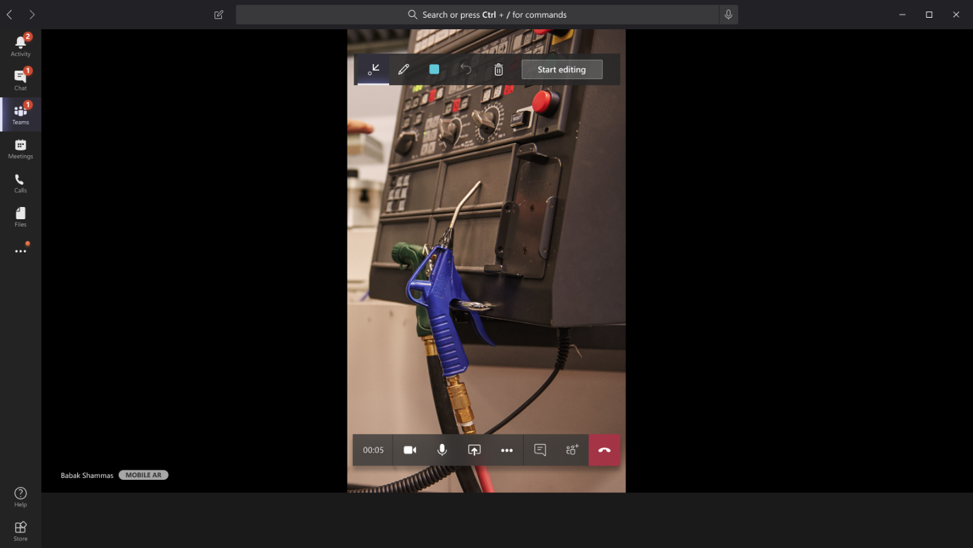 Search or press Ctrl + / for commands
2
Activity
1
Chat
1
Teams
Meetings
Calls
Files
Start editing
00:05
Babak Shammas
MOBILE AR
Help
Store